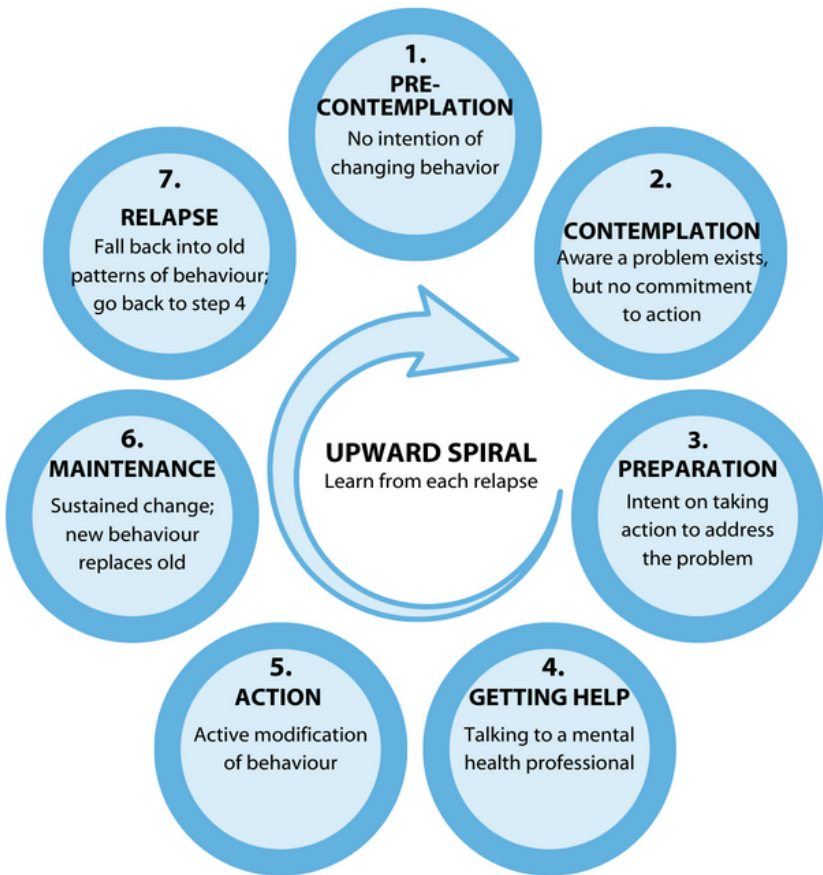 1.
PRE-
CONTEMPLATION
No intention of
changing behavior
2.
CONTEMPLATION
Aware a problem exists,
but no commitment
to action
3.
PREPARATION
Intent on taking
action to address
the problem
4.
GETTING HELP
Talking to a mental
health professional
5.
ACTION
Active modification
of behaviour
6.
MAINTENANCE
Sustained change;
new behaviour
replaces old
7.
RELAPSE
Fall back into old
patterns of behaviour;
go back to step 4
UPWARD SPIRAL
Learn from each relapse